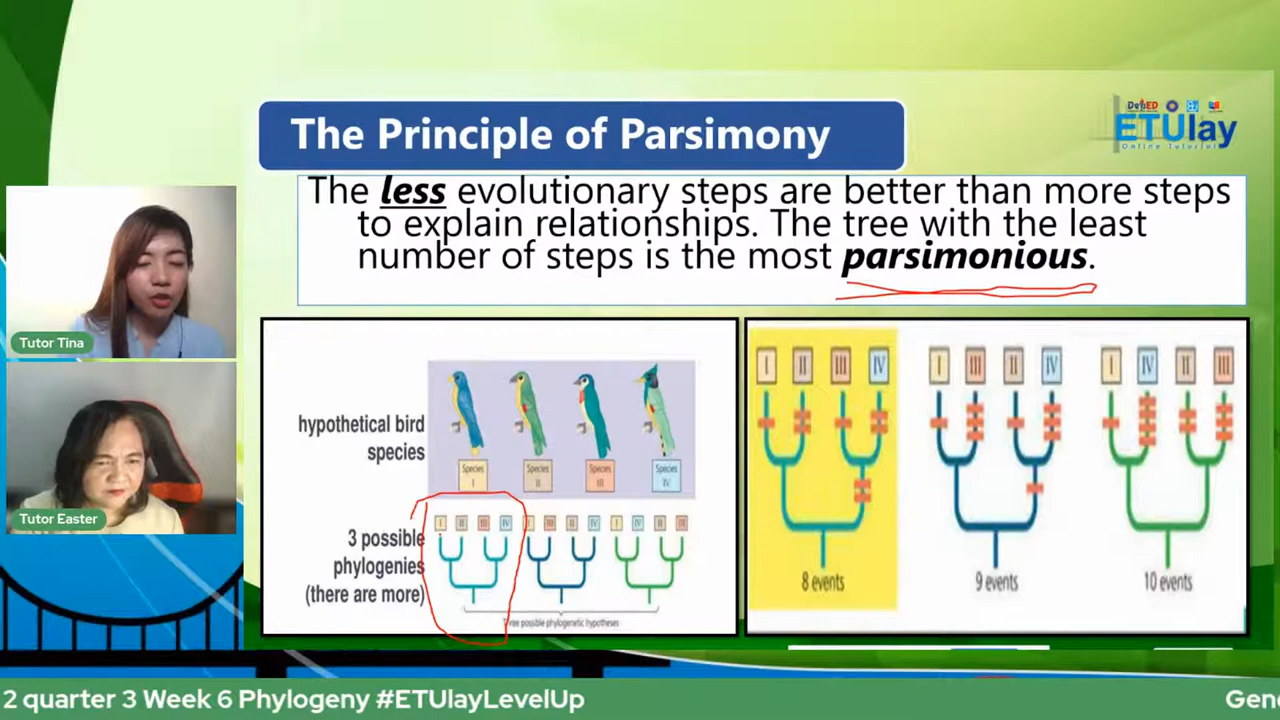 The Principle of Parsimony
DepED
ETUlay
Online Tutorial
The less evolutionary steps are better than more steps
to explain relationships. The tree with the least
number of steps is the most parsimonious.
Tutor Tina
Tutor Easter
hypothetical bird
species
Species I
Species II
Species III
Species IV
3 possible
phylogenies
(there are more)
I II III IV I III II IV I IV II III
Three possible phylogenetic hypotheses
I II III IV
8 events
I III II IV
9 events
I IV II III
10 events
2 quarter 3 Week 6 Phylogeny #ETUlayLevelUp
Gene